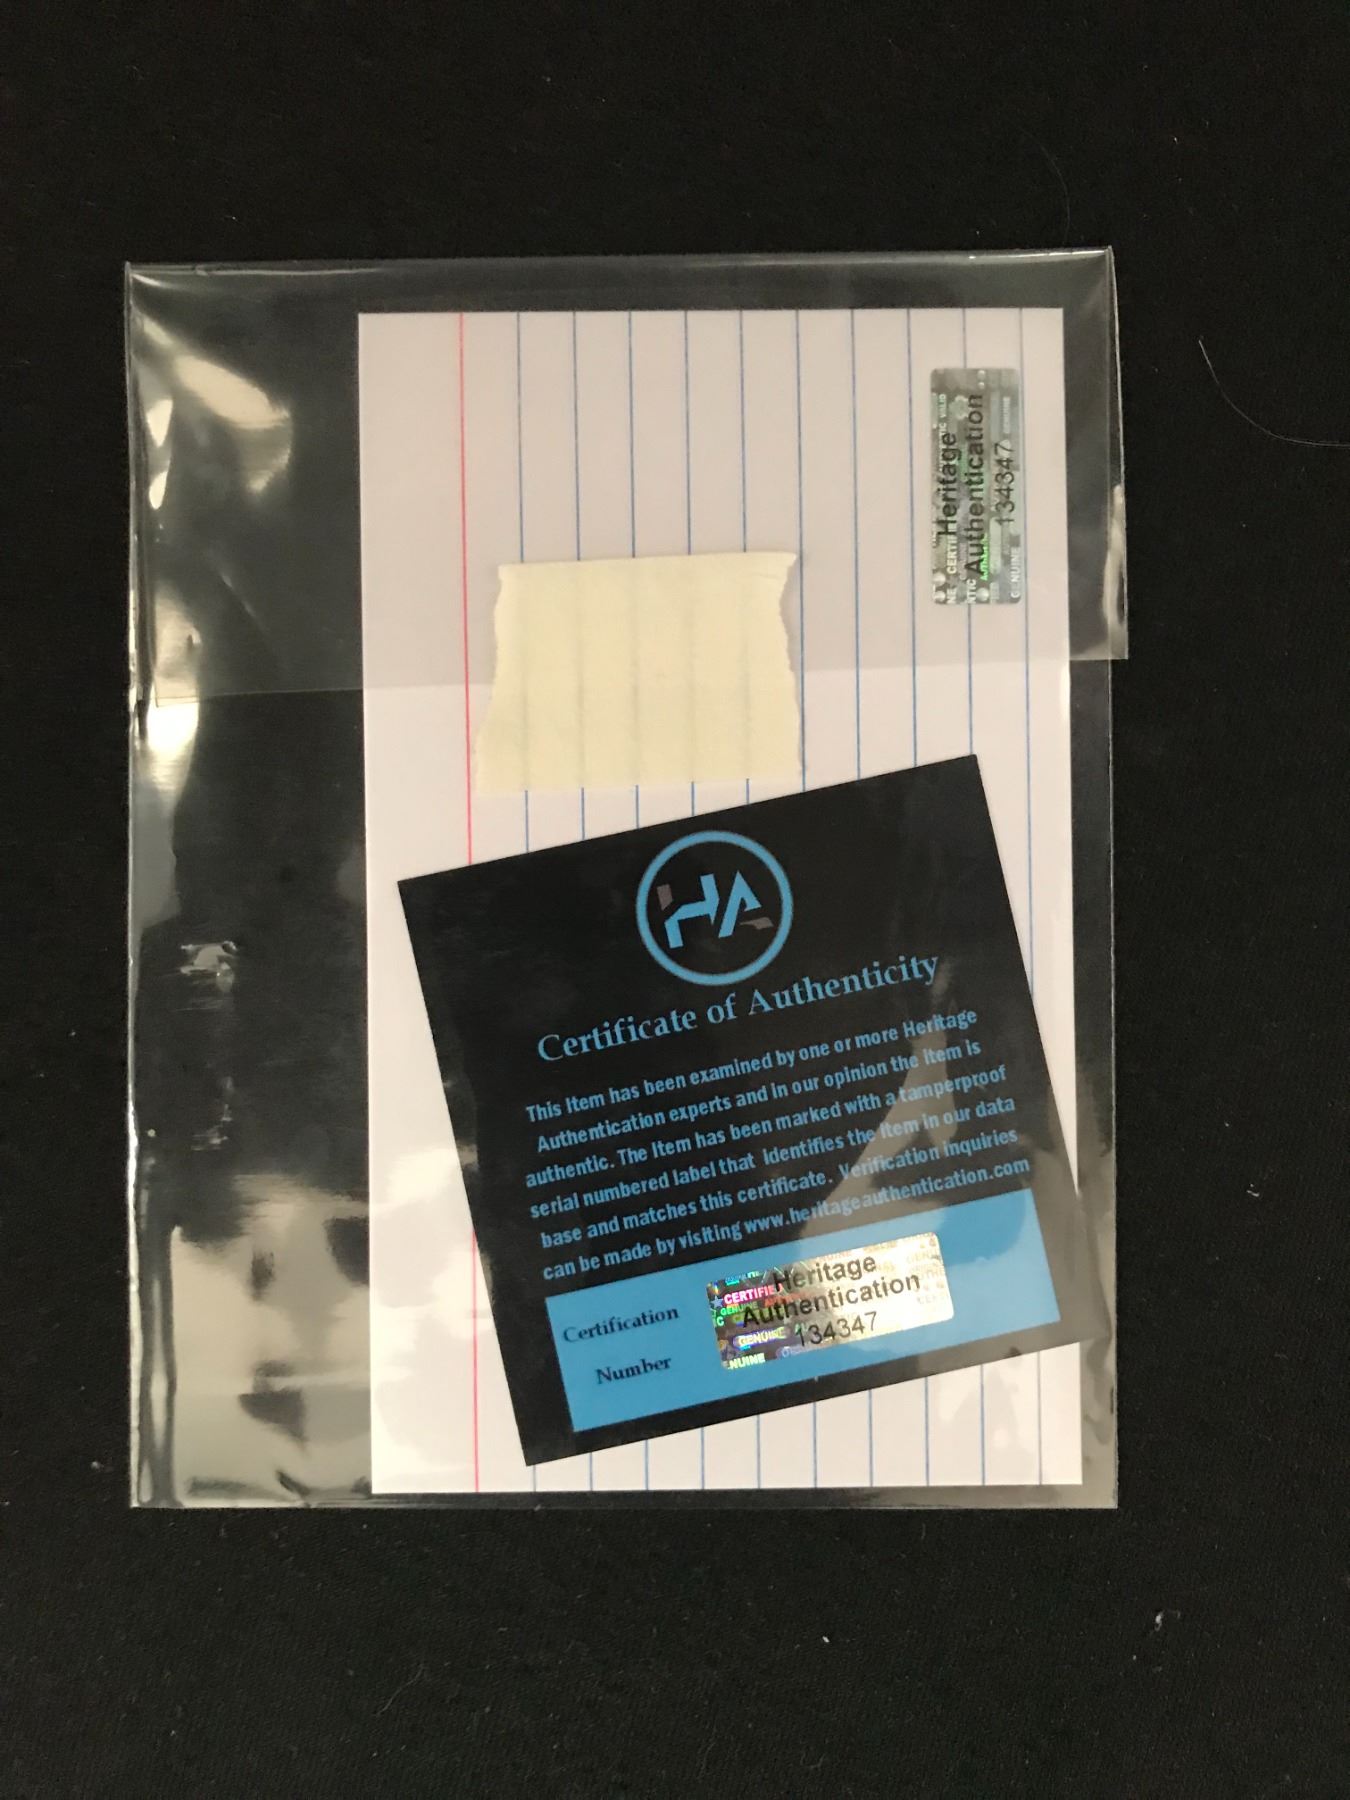 Heritage
Authentication
134347
HA
Certificate of Authenticity
This Item has been examined by one or more Heritage
Authentication experts and in our opinion the item is
authentic. The Item has been marked with a tamperproof
serial numbered label that identifies the item in our data
base and matches this certificate. Verification inquiries
can be made by visiting www.heritageauthentication.com
Certification
Number
Heritage
Authentication
134347